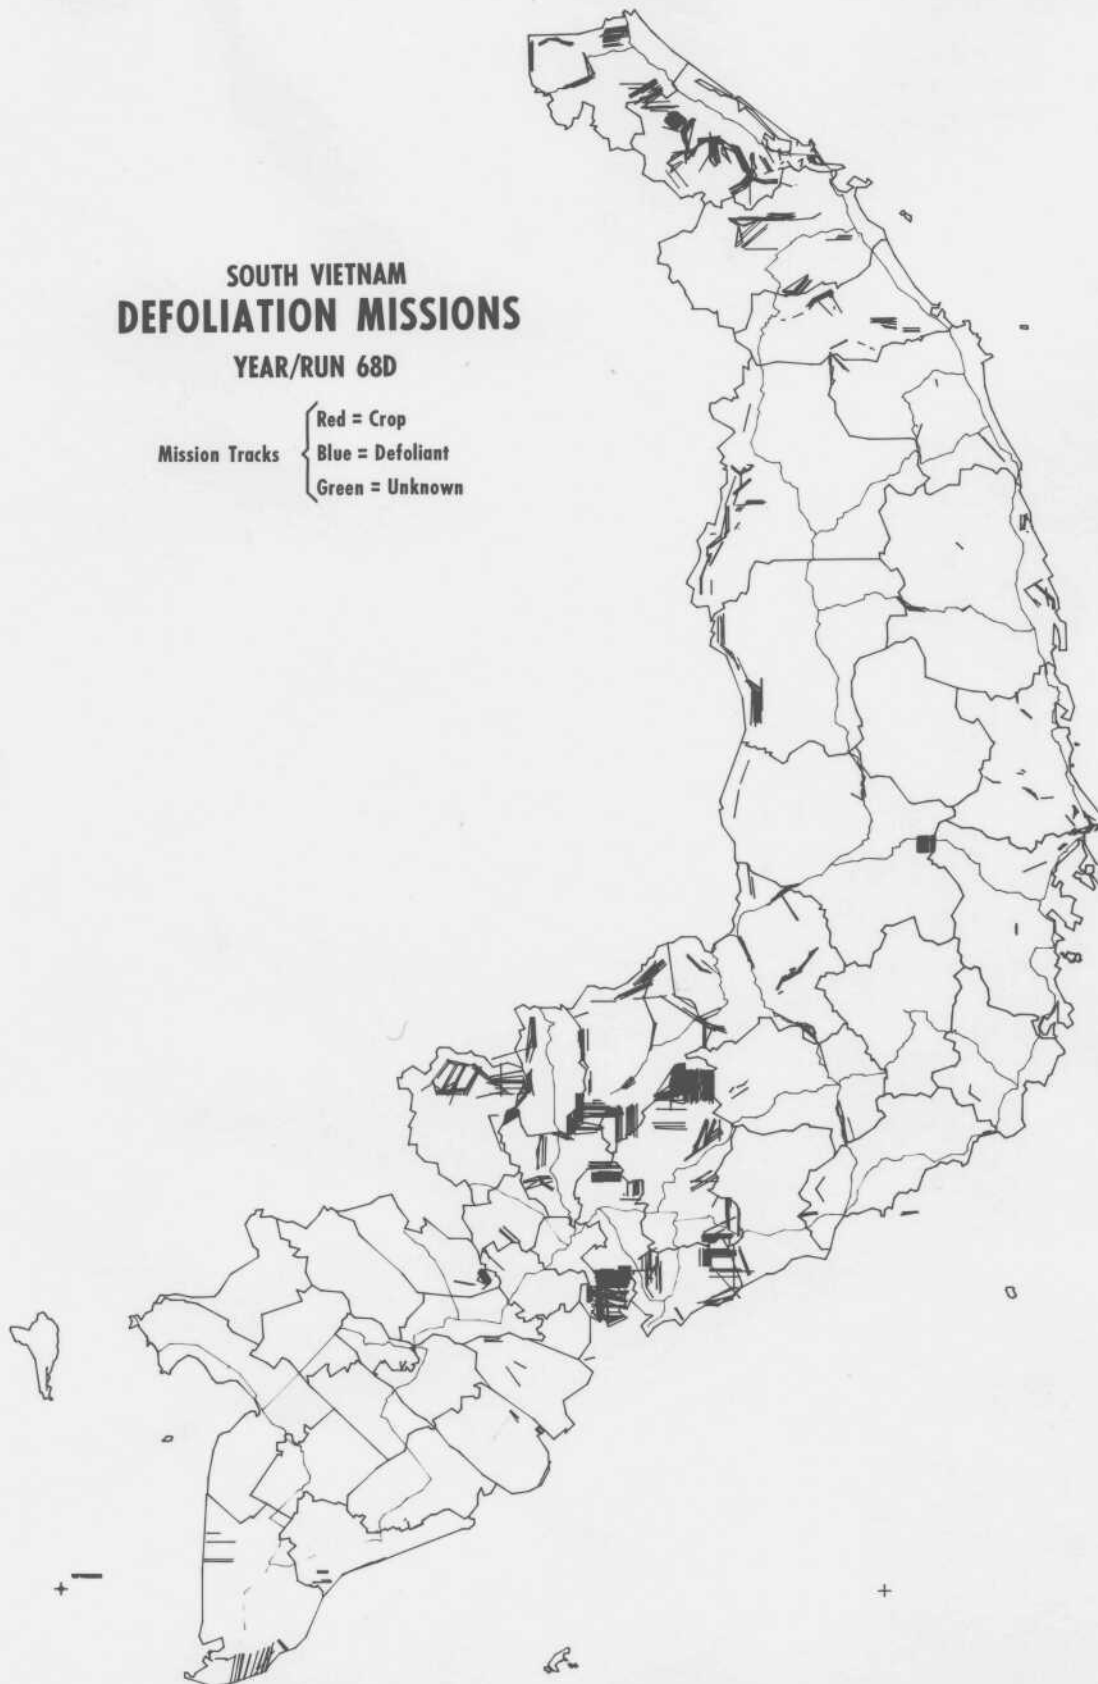 SOUTH VIETNAM
DEFOLIATION MISSIONS
YEAR/RUN 68D
Mission Tracks
Red = Crop
Blue = Defoliant
Green = Unknown